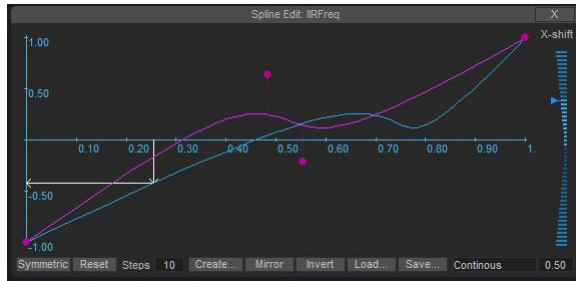 Spline Edit: IIRFreq X
1.00 X-shift
0.50
0.10 0.20 0.30 0.40 0.50 0.60 0.70 0.80 0.90 1.
-0.50
-1.00
Symmetric Reset Steps 10 Create... Mirror Invert Load... Save... Continous 0.50